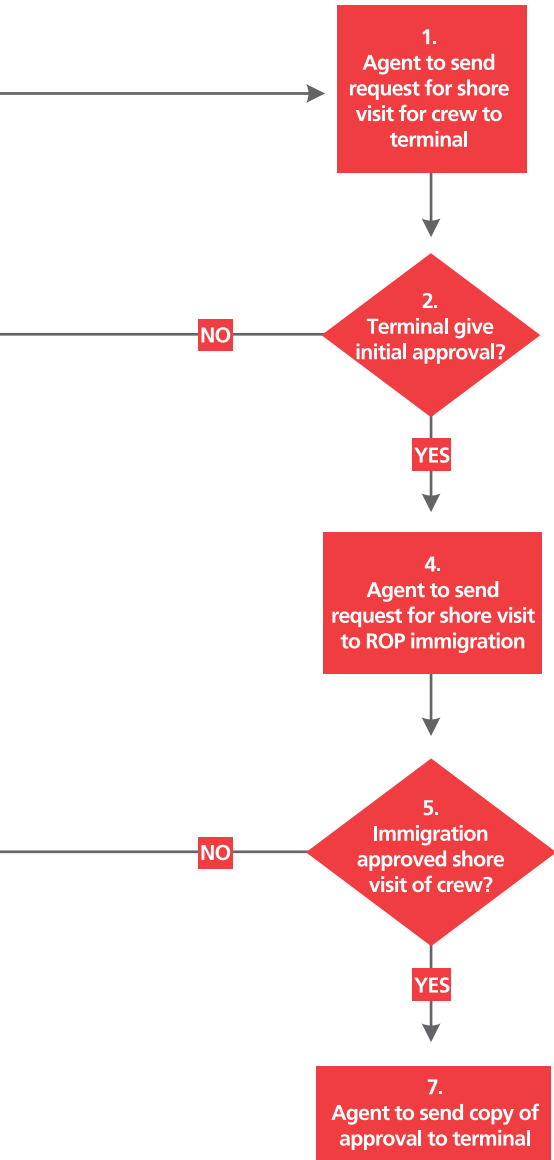 1.
Agent to send
request for shore
visit for crew to
terminal
2.
Terminal give
initial approval?
NO
YES
4.
Agent to send
request for shore visit
to ROP immigration
5.
Immigration
approved shore
visit of crew?
NO
YES
7.
Agent to send copy of
approval to terminal